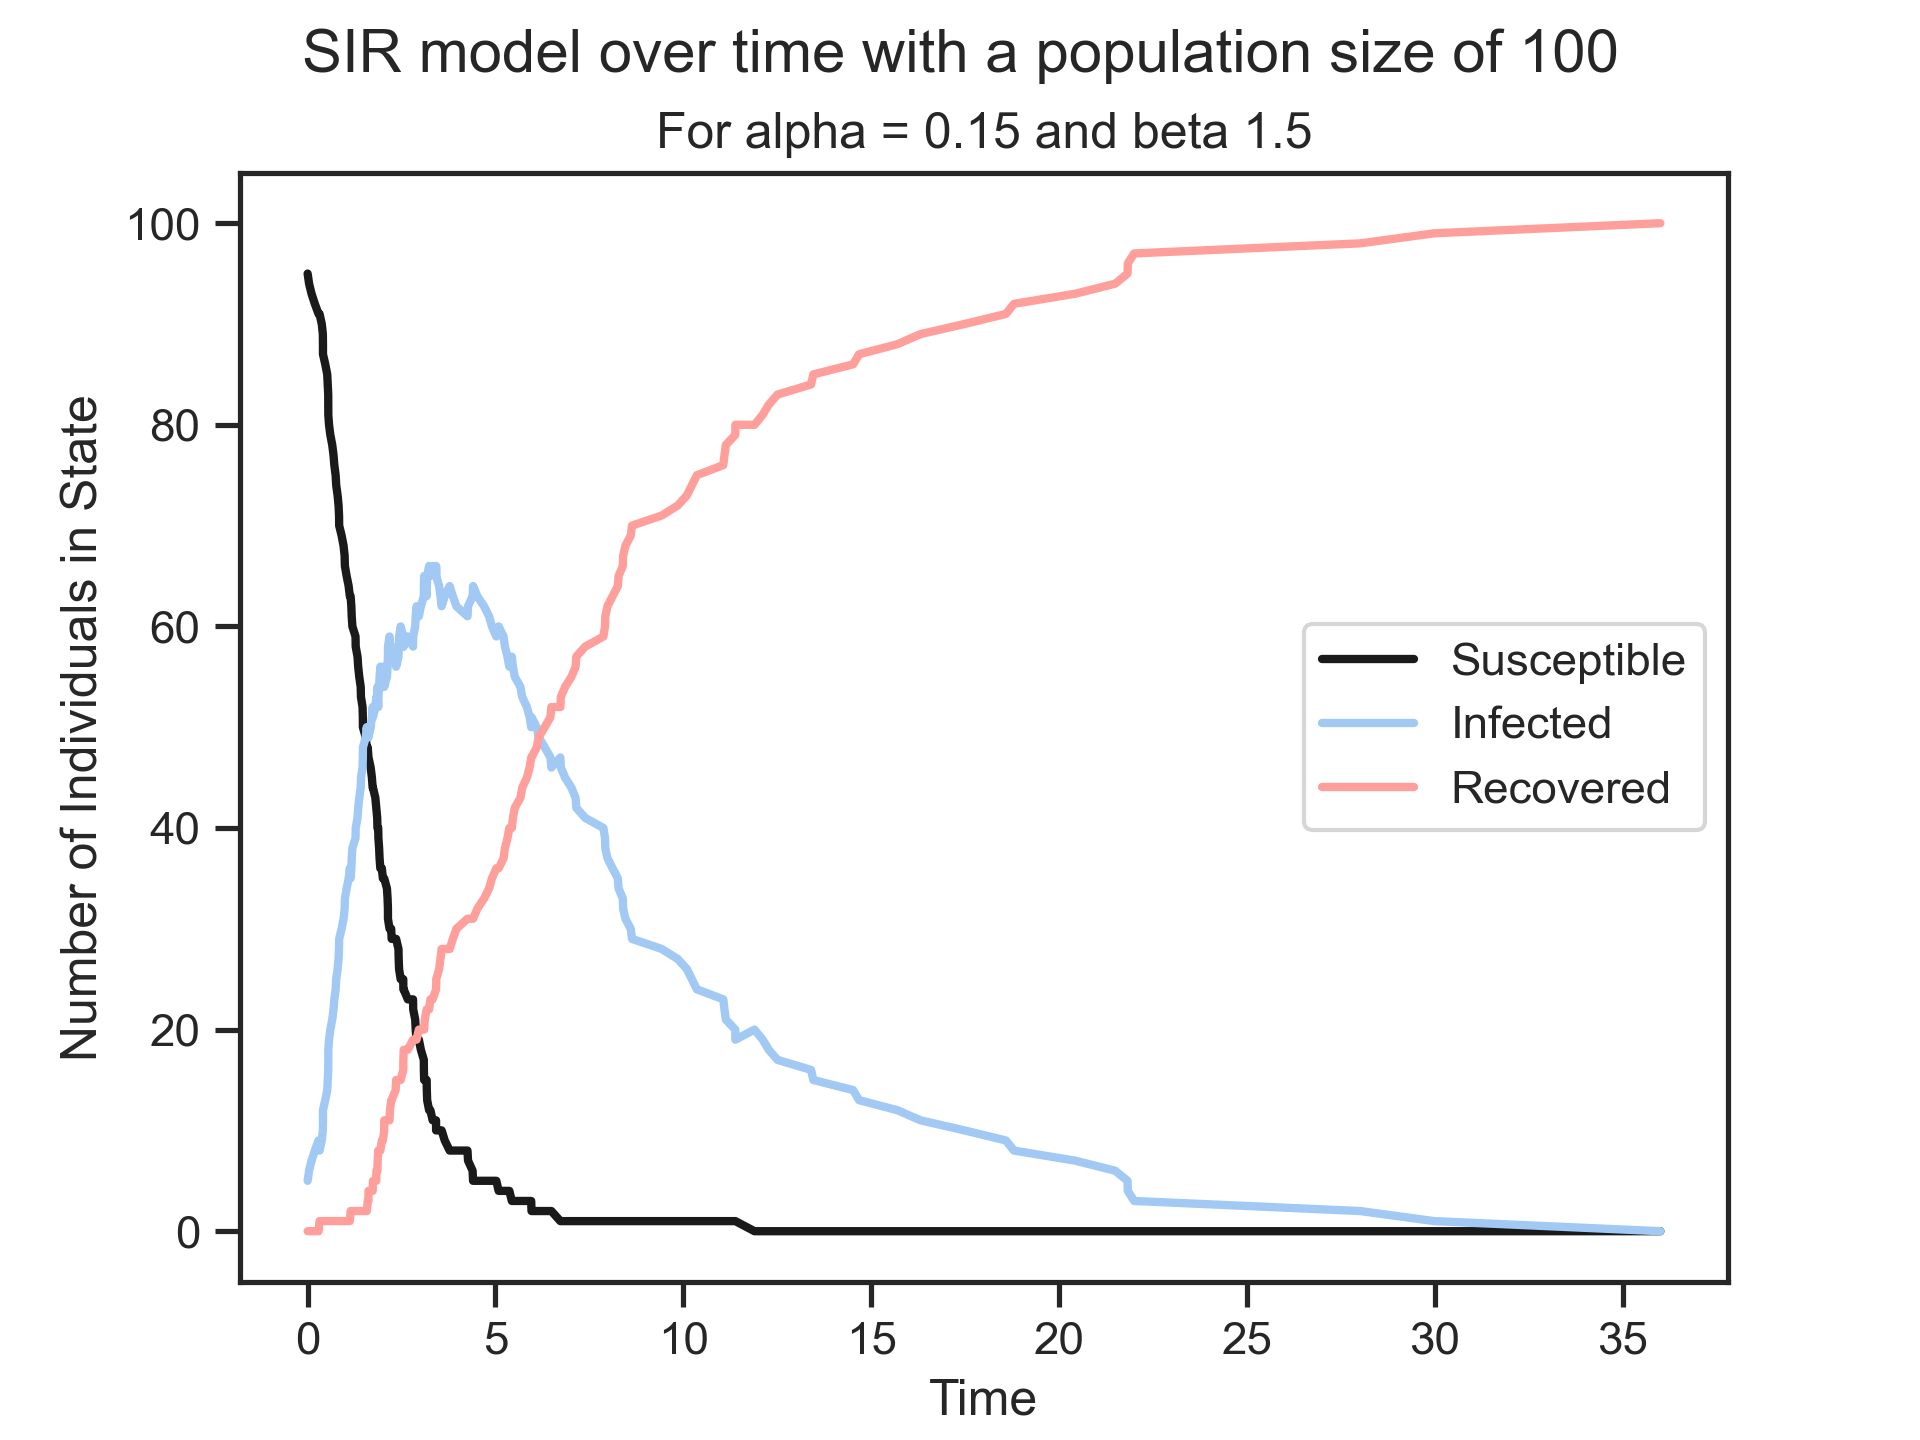 SIR model over time with a population size of 100
For alpha = 0.15 and beta 1.5
Number of Individuals in State
100
80
60
40
20
0
Susceptible
Infected
Recovered
0 5 10 15 20 25 30 35
Time